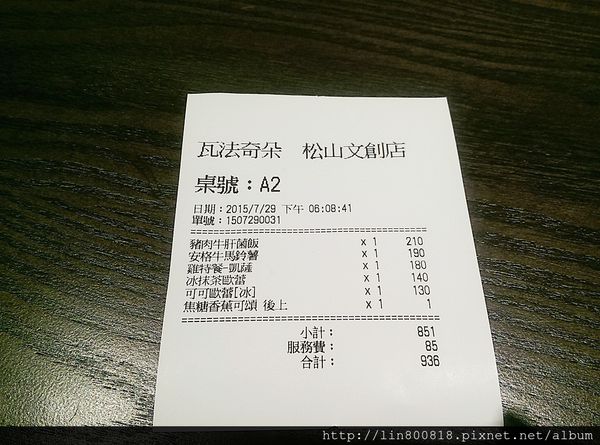 瓦法奇朵 松山文創店
桌號：A2
日期：2015/7/29 下午 06:08:41
單號：1507290031
豬肉牛肝菌飯 x 1 210
安格牛馬鈴薯 x 1 190
雞特餐-凱薩 x 1 180
冰抹茶歐蕾 x 1 140
可可歐蕾[冰] x 1 130
焦糖香蕉可頌 後上 x 1 1
小計： 851
服務費： 85
合計： 936
http://lin800818.pixnet.net/album